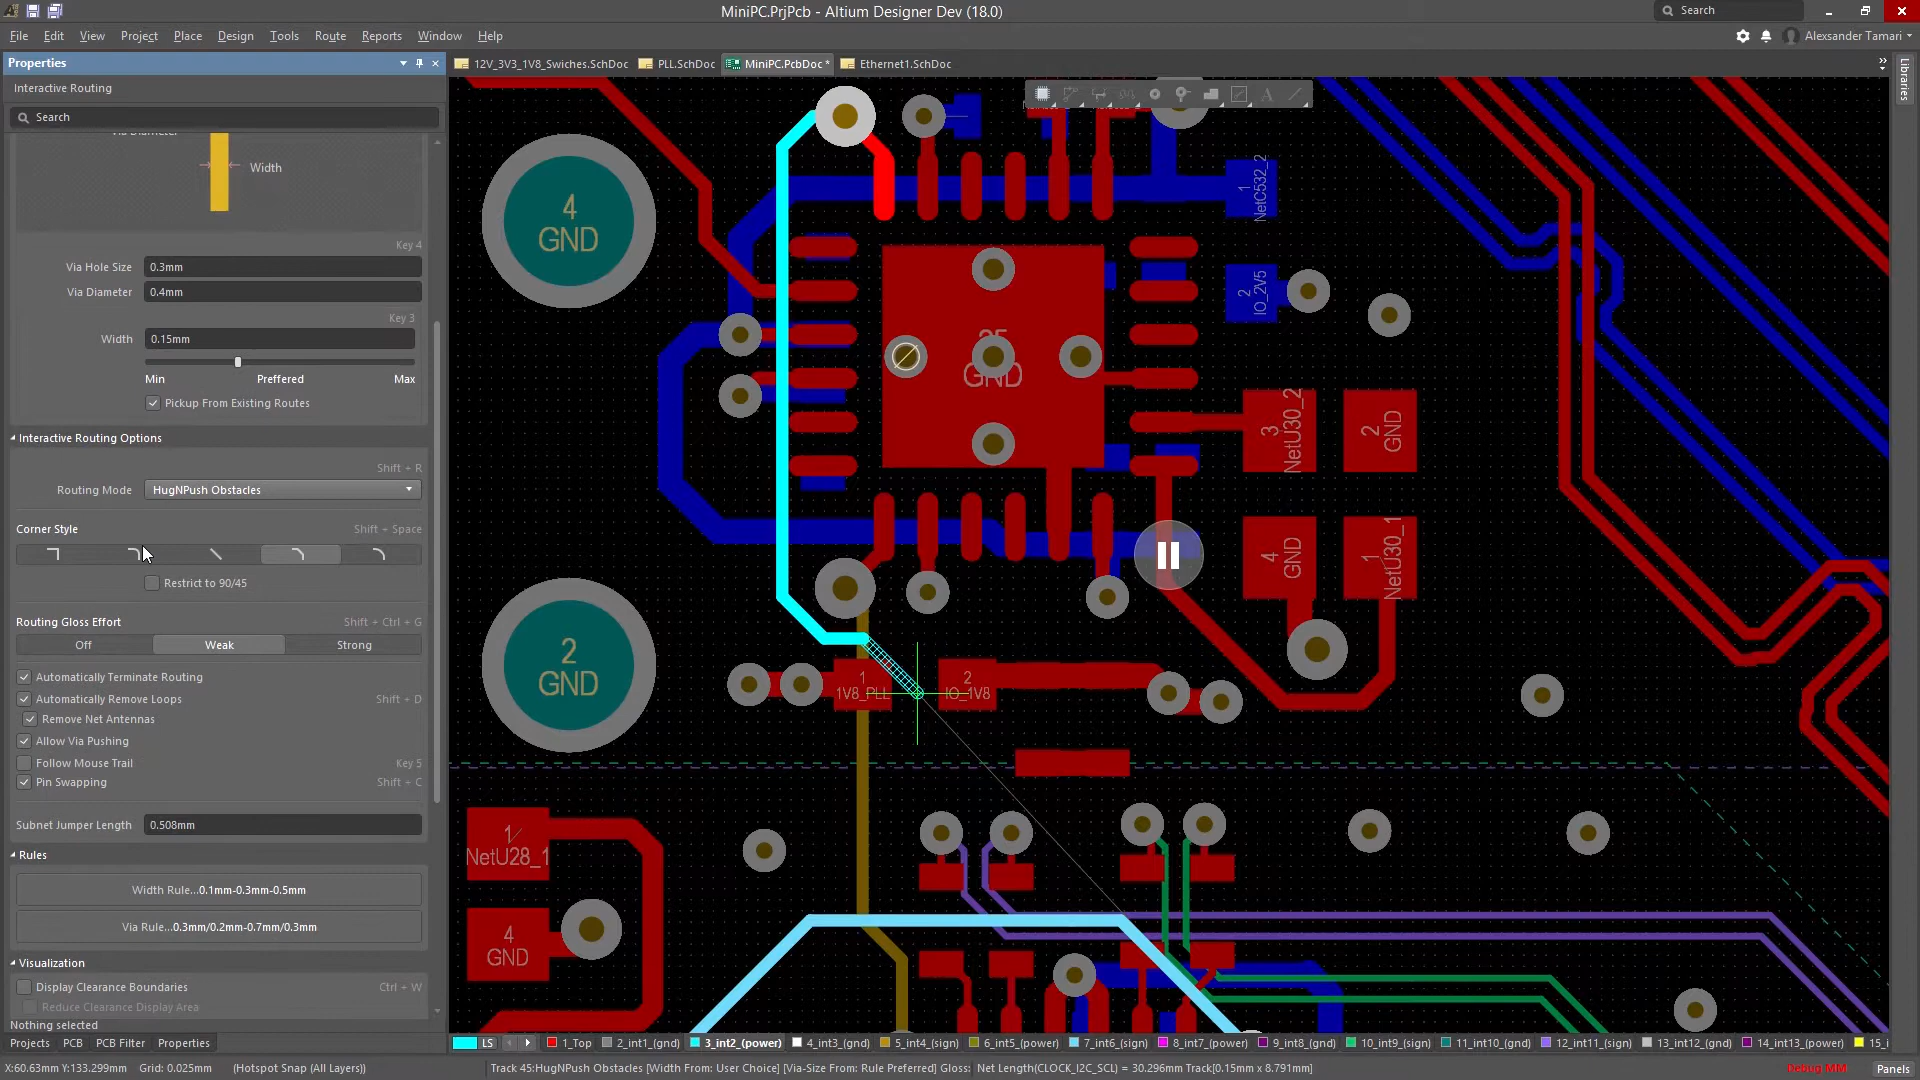 MiniPC.PrjPcb - Altium Designer Dev (18.0)
Search
File Edit View Project Place Design Tools Route Reports Window Help
Alexsander Tamari
Properties
12V_3V3_1V8_Swiches.SchDoc PLL.SchDoc MiniPC.PcbDoc * Ethernet1.SchDoc
Libraries
Interactive Routing
Search
Via Diameter
Width
Key 4
Via Hole Size 0.3mm
Via Diameter 0.4mm
Key 3
Width 0.15mm
Min Preffered Max
Pickup From Existing Routes
Interactive Routing Options
Shift + R
Routing Mode HugNPush Obstacles
Corner Style Shift + Space
Restrict to 90/45
Routing Gloss Effort Shift + Ctrl + G
Off Weak Strong
Automatically Terminate Routing
Automatically Remove Loops Shift + D
Remove Net Antennas
Allow Via Pushing
Follow Mouse Trail Key 5
Pin Swapping Shift + C
Subnet Jumper Length 0.508mm
Rules
Width Rule...0.1mm-0.3mm-0.5mm
Via Rule...0.3mm/0.2mm-0.7mm/0.3mm
Visualization
Display Clearance Boundaries Ctrl + W
Reduce Clearance Display Area
Nothing selected
Projects PCB PCB Filter Properties
4
GND
1
NetC532_2
2
IO_2V5
25
GND
3
NetU30_2
2
GND
4
GND
1
NetU30_1
2
GND
1
1V8_PLL
2
IO_1V8
1
NetU28_1
4
GND
LS 1_Top 2_int1_(gnd) 3_int2_(power) 4_int3_(gnd) 5_int4_(sign) 6_int5_(power) 7_int6_(sign) 8_int7_(power) 9_int8_(gnd) 10_int9_(sign) 11_int10_(gnd) 12_int11_(sign) 13_int12_(gnd) 14_int13_(power) 15_i
X:60.63mm Y:133.299mm Grid: 0.025mm (Hotspot Snap (All Layers)) Track 45:HugNPush Obstacles [Width From: User Choice] [Via-Size From: Rule Preferred] Gloss: Net Length(CLOCK_I2C_SCL) = 30.296mm Track[0.15mm x 8.791mm] Debug MM Panels